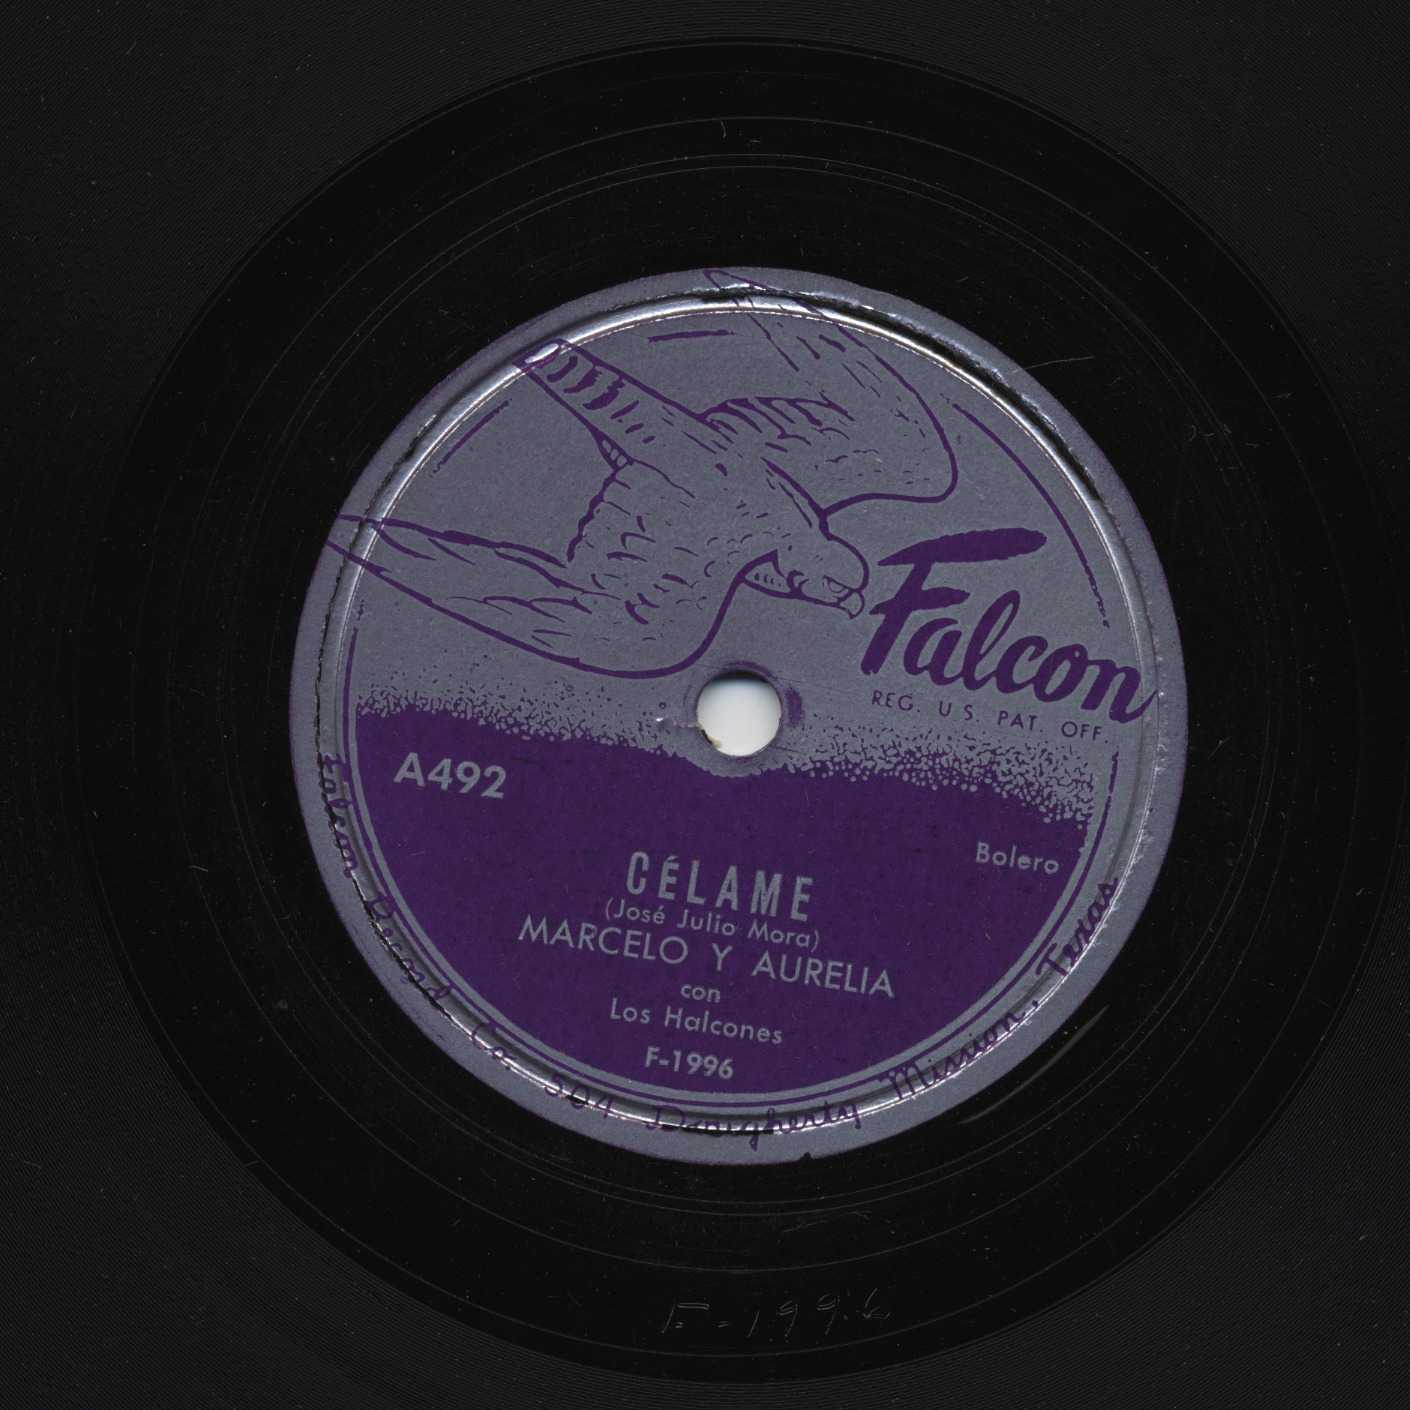 Falcon
REG. U.S. PAT. OFF.
A492
Bolero
CÉLAME
(José Julio Mora)
MARCELO Y AURELIA
con
Los Halcones
F-1996
Falcon Record Co. 504 Dougherty Mission, Texas
F-1996